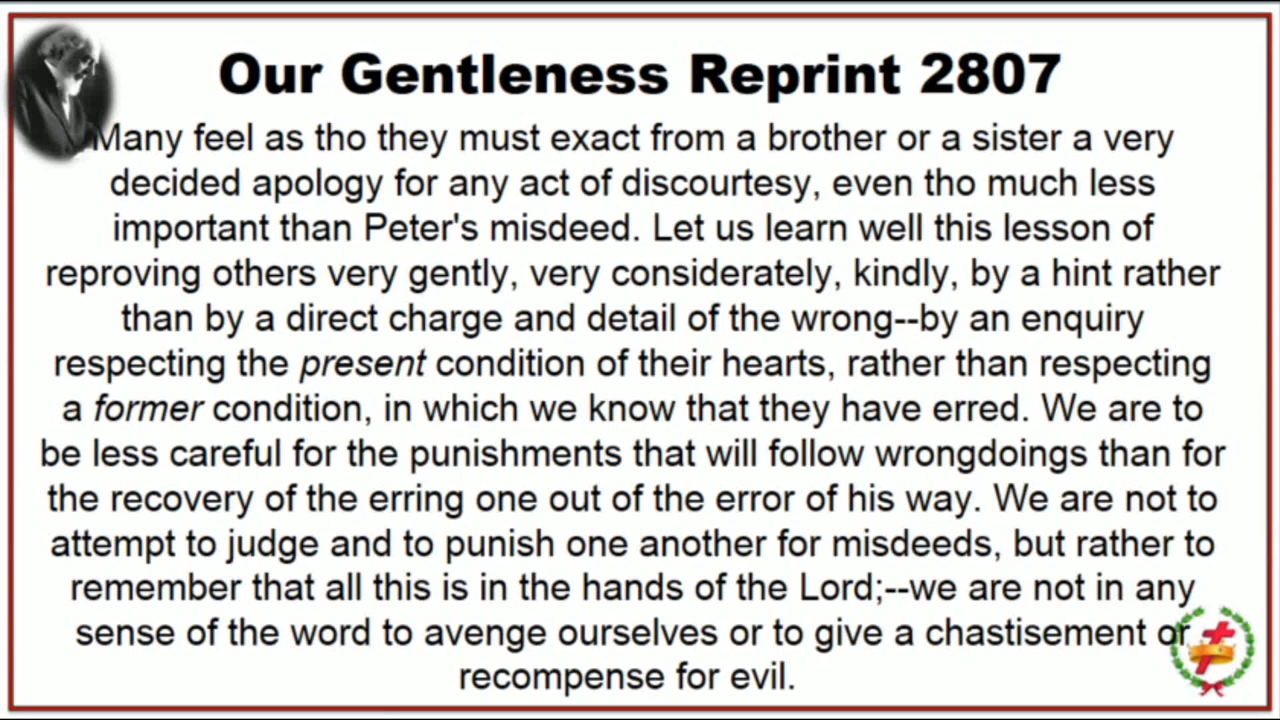 Our Gentleness Reprint 2807
Many feel as tho they must exact from a brother or a sister a very
decided apology for any act of discourtesy, even tho much less
important than Peter's misdeed. Let us learn well this lesson of
reproving others very gently, very considerately, kindly, by a hint rather
than by a direct charge and detail of the wrong--by an enquiry
respecting the present condition of their hearts, rather than respecting
a former condition, in which we know that they have erred. We are to
be less careful for the punishments that will follow wrongdoings than for
the recovery of the erring one out of the error of his way. We are not to
attempt to judge and to punish one another for misdeeds, but rather to
remember that all this is in the hands of the Lord;--we are not in any
sense of the word to avenge ourselves or to give a chastisement or
recompense for evil.